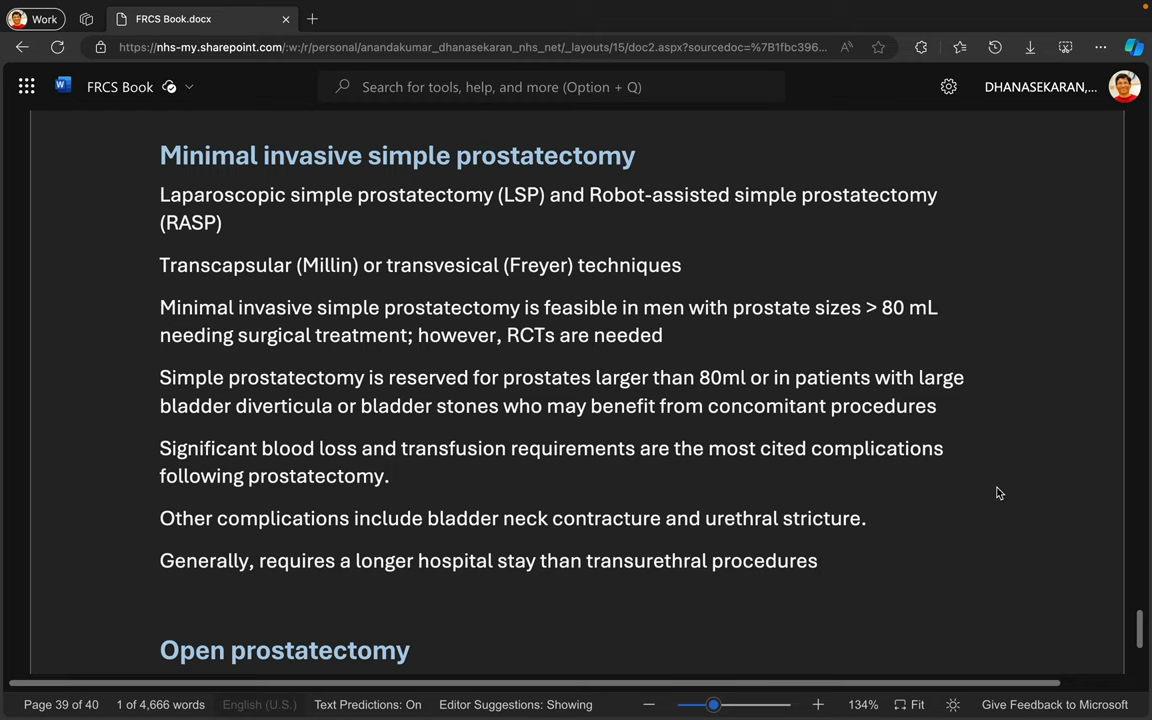 Work
FRCS Book.docx
https://nhs-my.sharepoint.com/:w:/r/personal/anandakumar_dhanasekaran_nhs_net/_layouts/15/doc2.aspx?sourcedoc=%7B1fbc396...
W
FRCS Book
Search for tools, help, and more (Option + Q)
DHANASEKARAN,...
Minimal invasive simple prostatectomy
Laparoscopic simple prostatectomy (LSP) and Robot-assisted simple prostatectomy
(RASP)
Transcapsular (Millin) or transvesical (Freyer) techniques
Minimal invasive simple prostatectomy is feasible in men with prostate sizes > 80 mL
needing surgical treatment; however, RCTs are needed
Simple prostatectomy is reserved for prostates larger than 80ml or in patients with large
bladder diverticula or bladder stones who may benefit from concomitant procedures
Significant blood loss and transfusion requirements are the most cited complications
following prostatectomy.
Other complications include bladder neck contracture and urethral stricture.
Generally, requires a longer hospital stay than transurethral procedures
Open prostatectomy
Page 39 of 40 1 of 4,666 words English (U.S.) Text Predictions: On Editor Suggestions: Showing 134% Fit Give Feedback to Microsoft